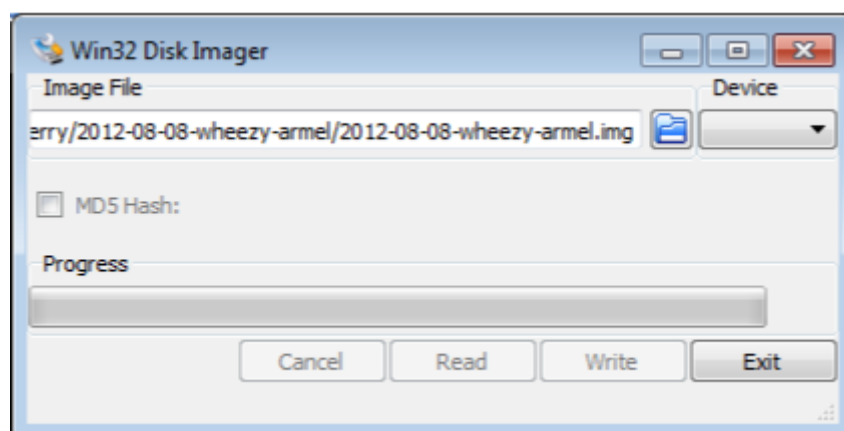 Win32 Disk Imager
Image File
Device
erry/2012-08-08-wheezy-armel/2012-08-08-wheezy-armel.img
MD5 Hash:
Progress
Cancel Read Write Exit